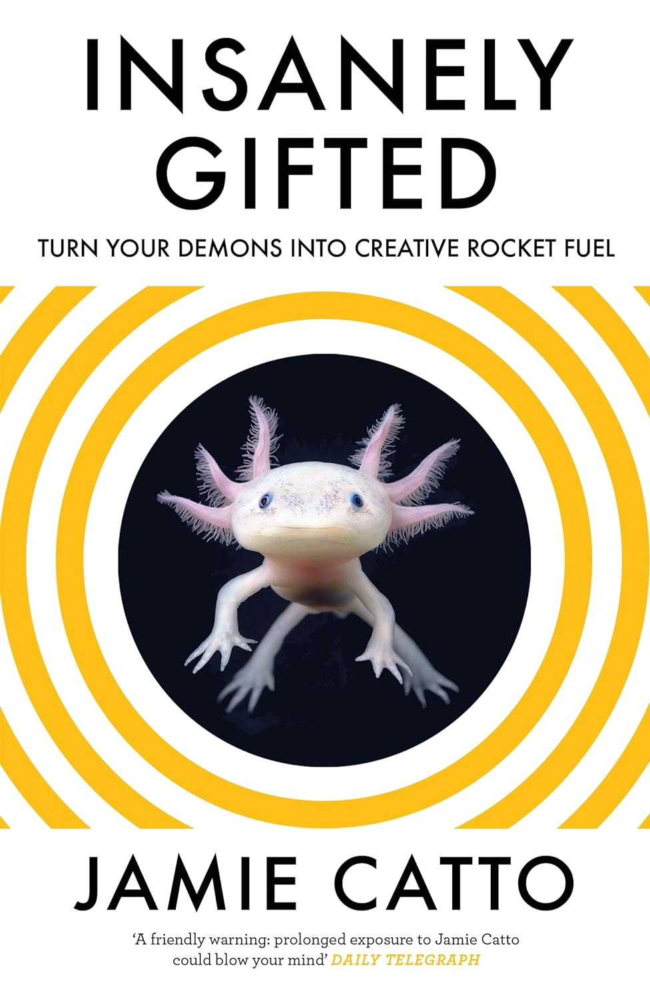 INSANELY
GIFTED
TURN YOUR DEMONS INTO CREATIVE ROCKET FUEL
JAMIE CATTO
‘A friendly warning: prolonged exposure to Jamie Catto
could blow your mind’ DAILY TELEGRAPH